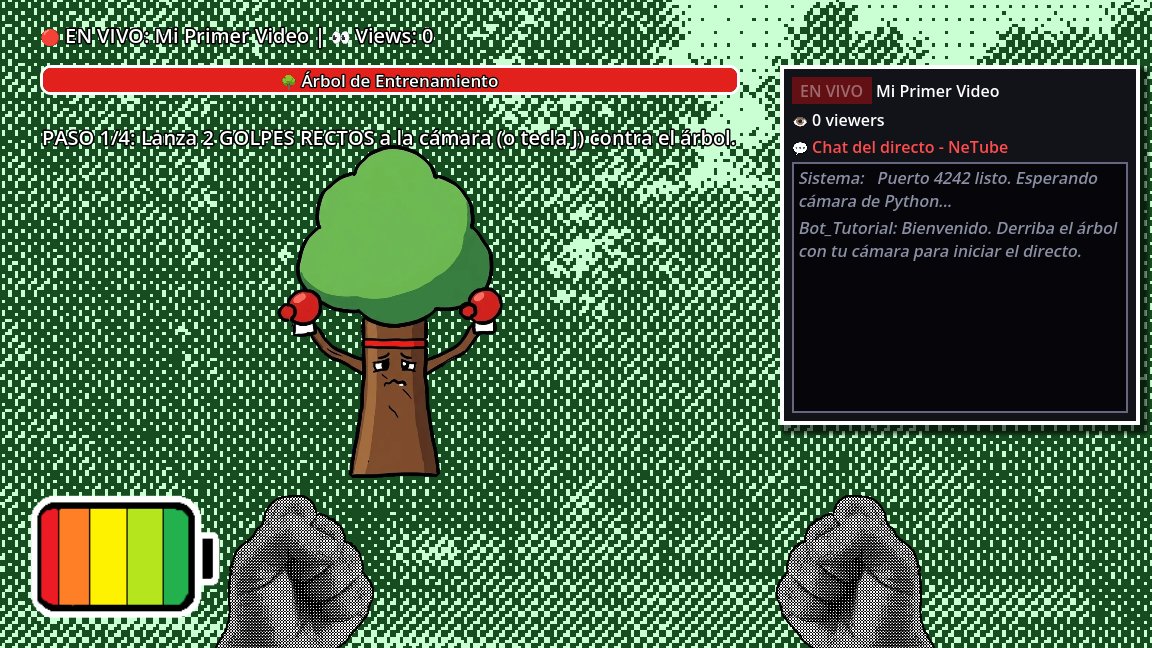 🔴 EN VIVO: Mi Primer Video | 👀 Views: 0
🌳 Árbol de Entrenamiento
PASO 1/4: Lanza 2 GOLPES RECTOS a la cámara (o tecla J) contra el árbol.
EN VIVO Mi Primer Video
👁 0 viewers
💬 Chat del directo - NeTube
Sistema: Puerto 4242 listo. Esperando
cámara de Python...
Bot_Tutorial: Bienvenido. Derriba el árbol
con tu cámara para iniciar el directo.